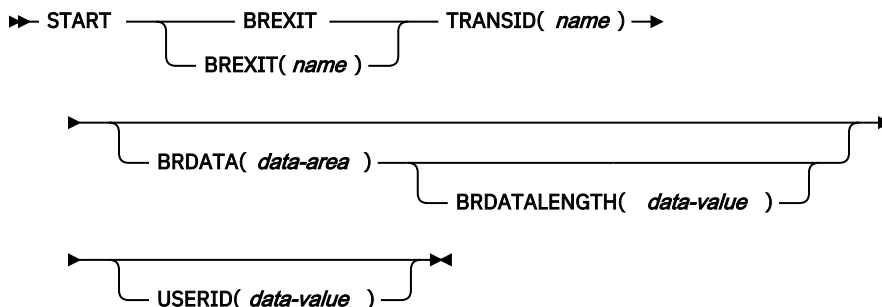 START BREXIT TRANSID( name )
BREXIT( name )
BRDATA( data-area )
BRDATALENGTH( data-value )
USERID( data-value )